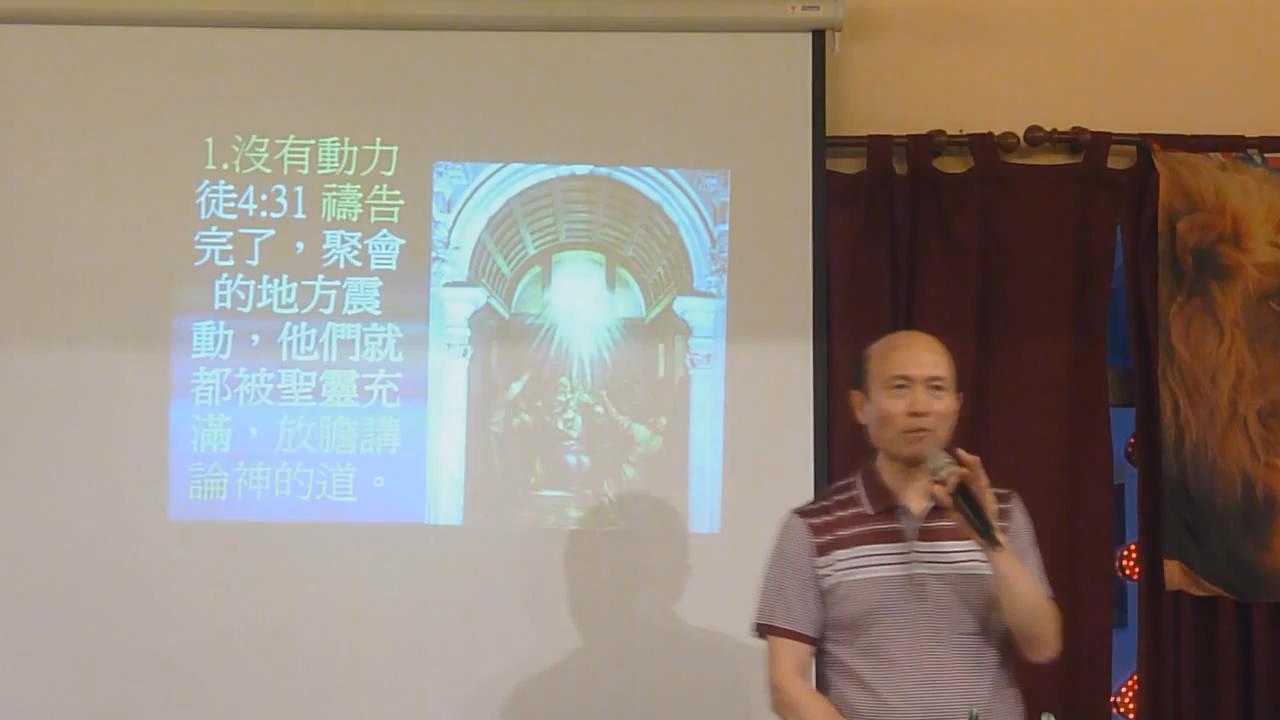 1.沒有動力
徒4:31 禱告
完了，聚會
的地方震
動，他們就
都被聖靈充
滿，放膽講
論神的道。